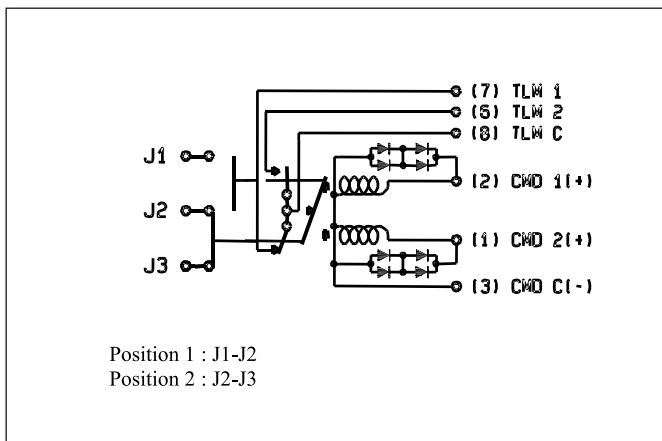 (7) TLM 1
(5) TLM 2
(8) TLM C
J1
(2) CMD 1(+)
J2
(1) CMD 2(+)
J3
(3) CMD C(-)
Position 1 : J1-J2
Position 2 : J2-J3